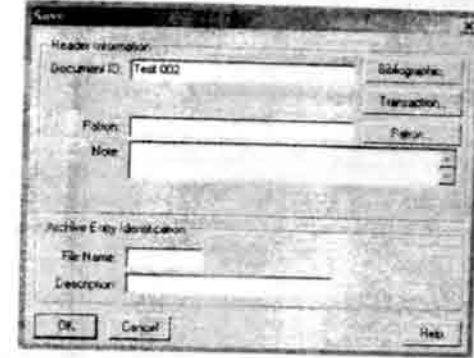 Save
Header Information
Document ID: Test 002
Bibliographic...
Transaction...
Patron:
Patron...
Note:
Archive Entry Identification
File Name:
Description:
OK
Cancel
Help